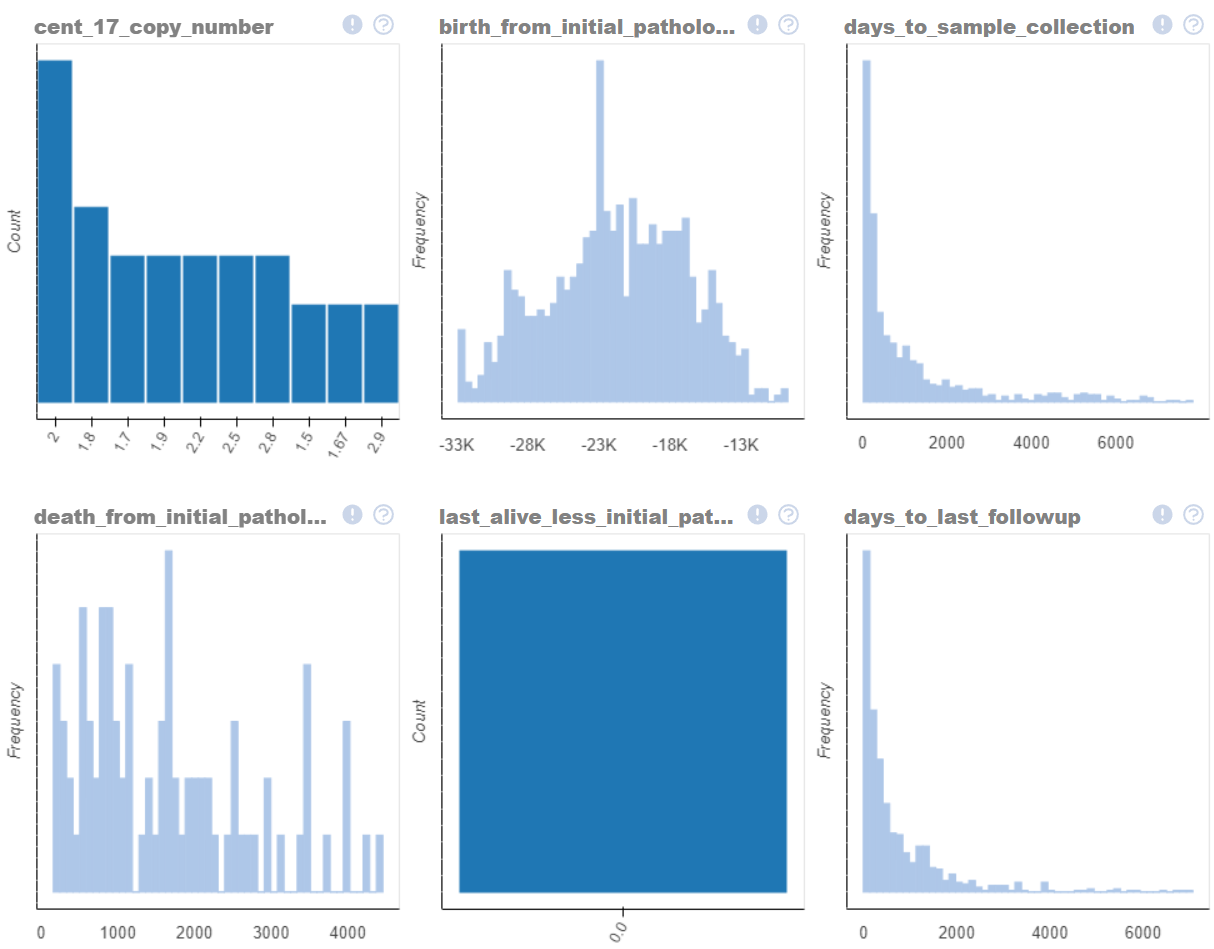 cent_17_copy_number ! ?
birth_from_initial_patholo... ! ?
days_to_sample_collection ! ?
Count
2 1.8 1.7 1.9 2.2 2.5 2.8 1.5 1.67 2.9
Frequency
-33K -28K -23K -18K -13K
Frequency
0 2000 4000 6000
death_from_initial_pathol... ! ?
last_alive_less_initial_pat... ! ?
days_to_last_followup ! ?
Frequency
0 1000 2000 3000 4000
Count
0.0
Frequency
0 2000 4000 6000